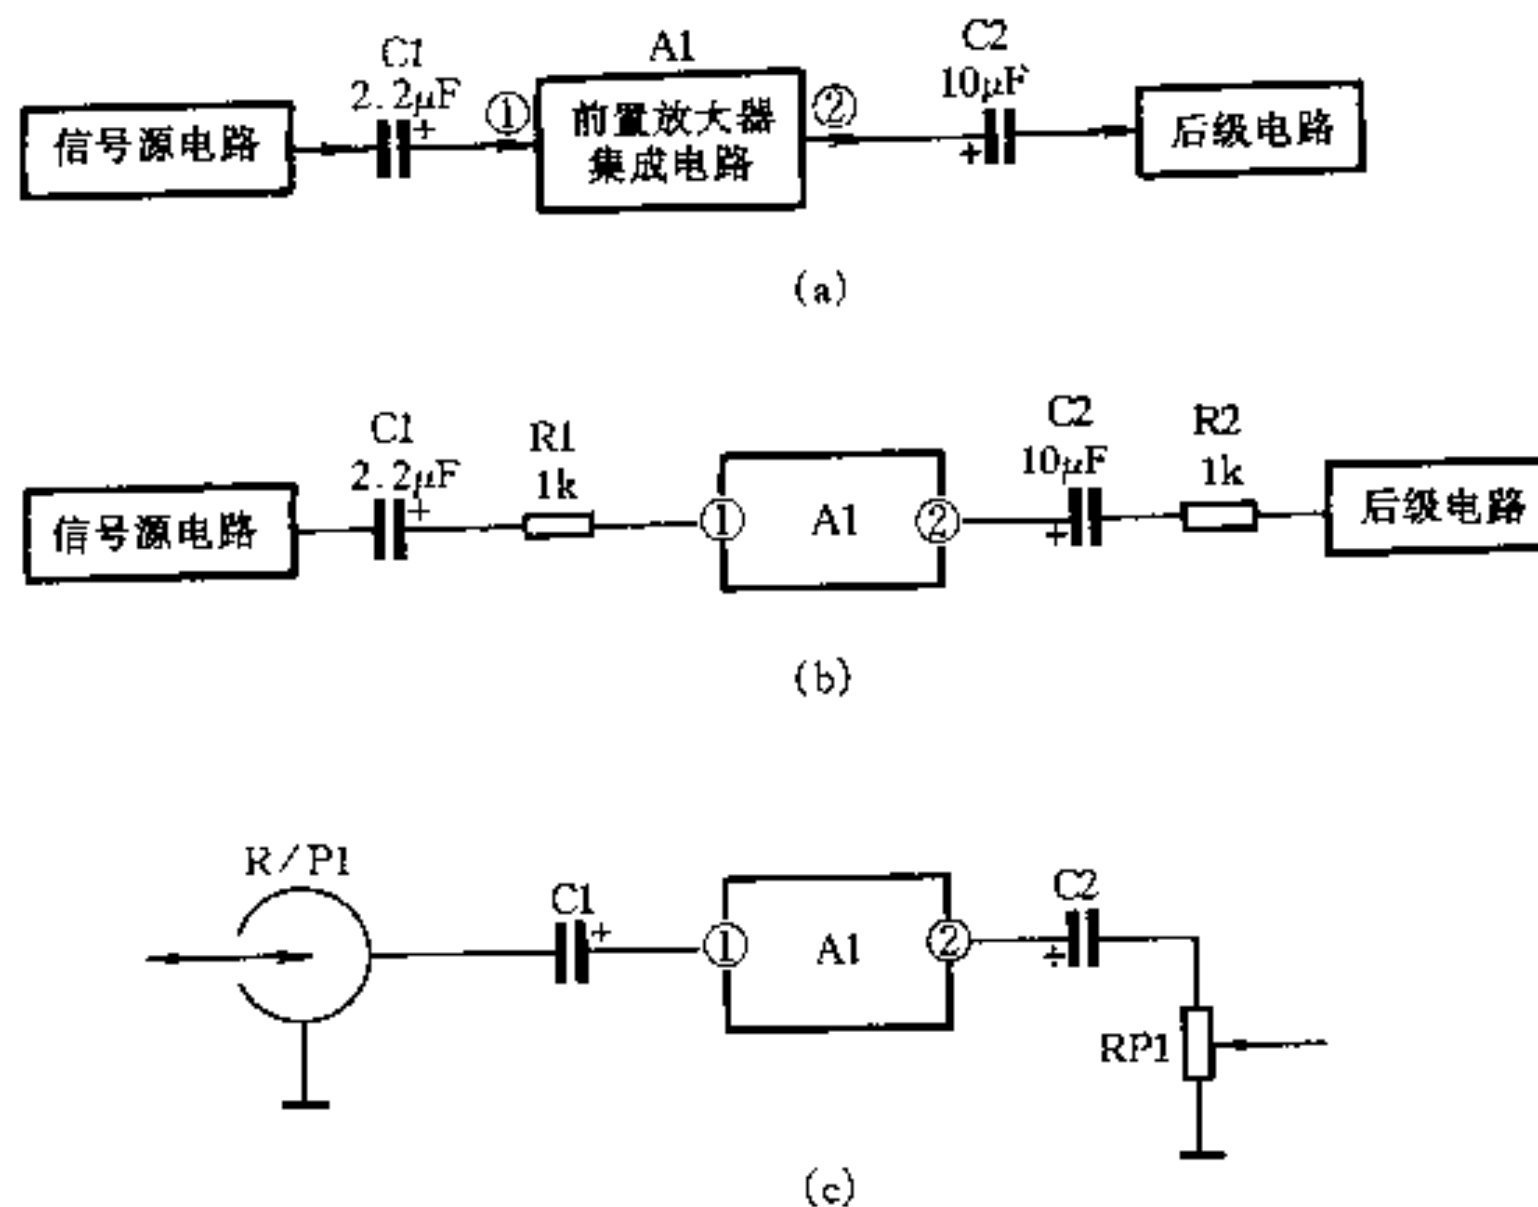 C1
2.2μF
+
信号源电路
①
A1
前置放大器
集成电路
②
C2
10μF
+
后级电路
(a)
C1
2.2μF
+
信号源电路
R1
1k
①
A1
②
C2
10μF
+
R2
1k
后级电路
(b)
R/P1
C1
+
①
A1
②
C2
+
RP1
(c)